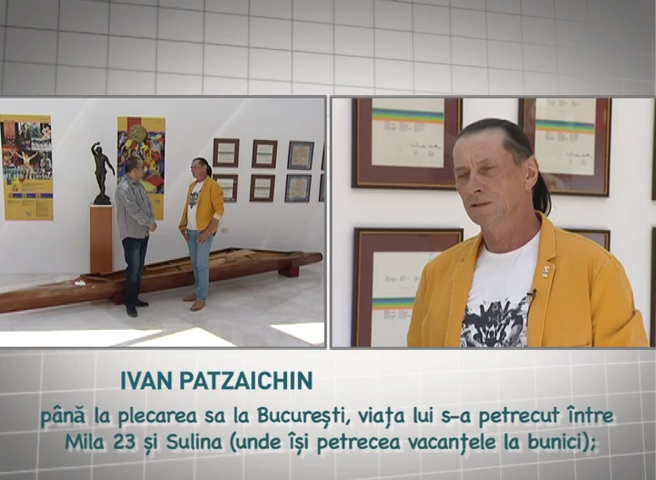 IVAN PATZAICHIN
până la plecarea sa la București, viața lui s-a petrecut între
Mila 23 și Sulina (unde își petrecea vacanțele la bunici);